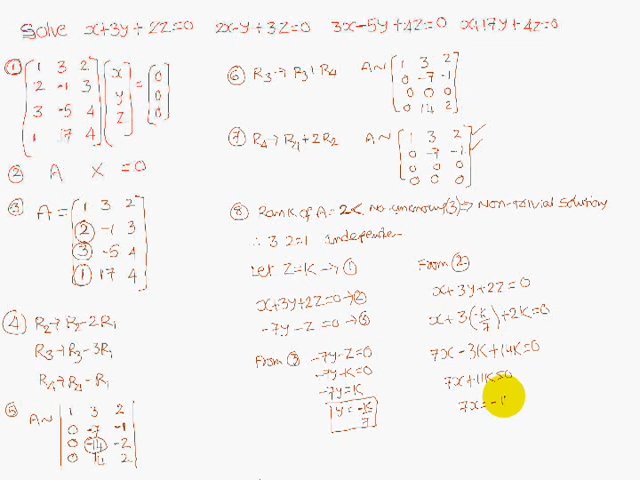 Solve x+3y+2z=0 2x-y+3z=0 3x-5y+4z=0 x+17y+4z=0
① [1 3 2] [x] = [0]
2 -1 3 y 0
3 -5 4 z 0
1 17 4
② A X =0
③ A = [1 3 2]
② -1 3
③ -5 4
① 17 4
④ R2→R2-2R1
R3→R3-3R1
R4→R4-R1
⑤ A~ |1 3 2|
0 -7 -1
0 -14 -2
0 14 2
⑥ R3→R3+R4 A~ [1 3 2]
0 -7 -1
0 0 0
0 14 2
⑦ R4→R4+2R2 A~ [1 3 2] ✓
0 -7 -1 ✓
0 0 0
0 0 0
⑧ Rank of A = 2 < no. unknown(3) → Non-trivial solution
∴ 3 2=1 independen
Let z=k→①
x+3y+2z=0→②
-7y-z=0→③
From ③ -7y-z=0
-7y-k=0
-7y=k
y=-k/7
From ②
x+3y+2z=0
x+3(-k/7)+2k=0
7x-3k+14k=0
7x+11k=0
7x=-1